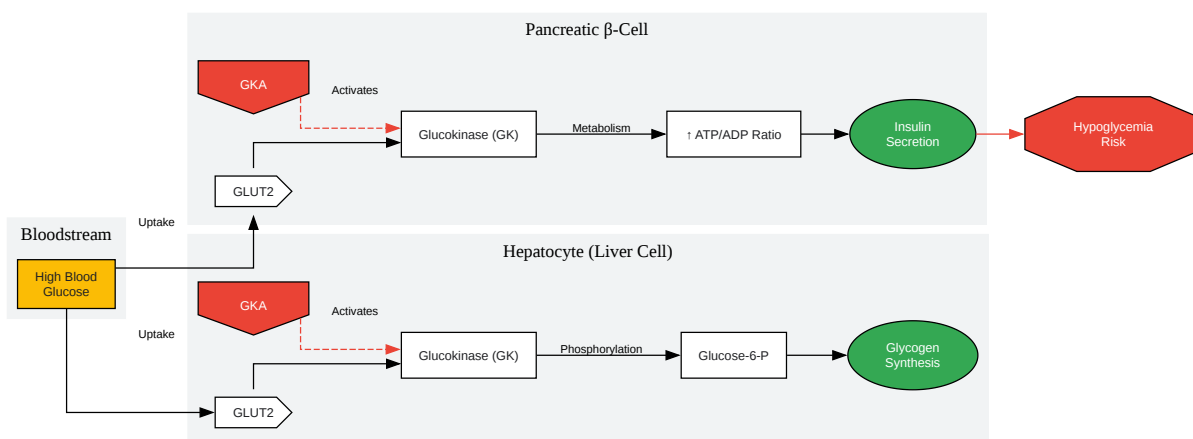 Pancreatic β-Cell
GKA
Activates
Glucokinase (GK)
Metabolism
↑ ATP/ADP Ratio
Insulin
Secretion
Hypoglycemia
Risk
GLUT2
Uptake
Bloodstream
High Blood
Glucose
Hepatocyte (Liver Cell)
GKA
Activates
Uptake
Glucokinase (GK)
Phosphorylation
Glucose-6-P
Glycogen
Synthesis
GLUT2